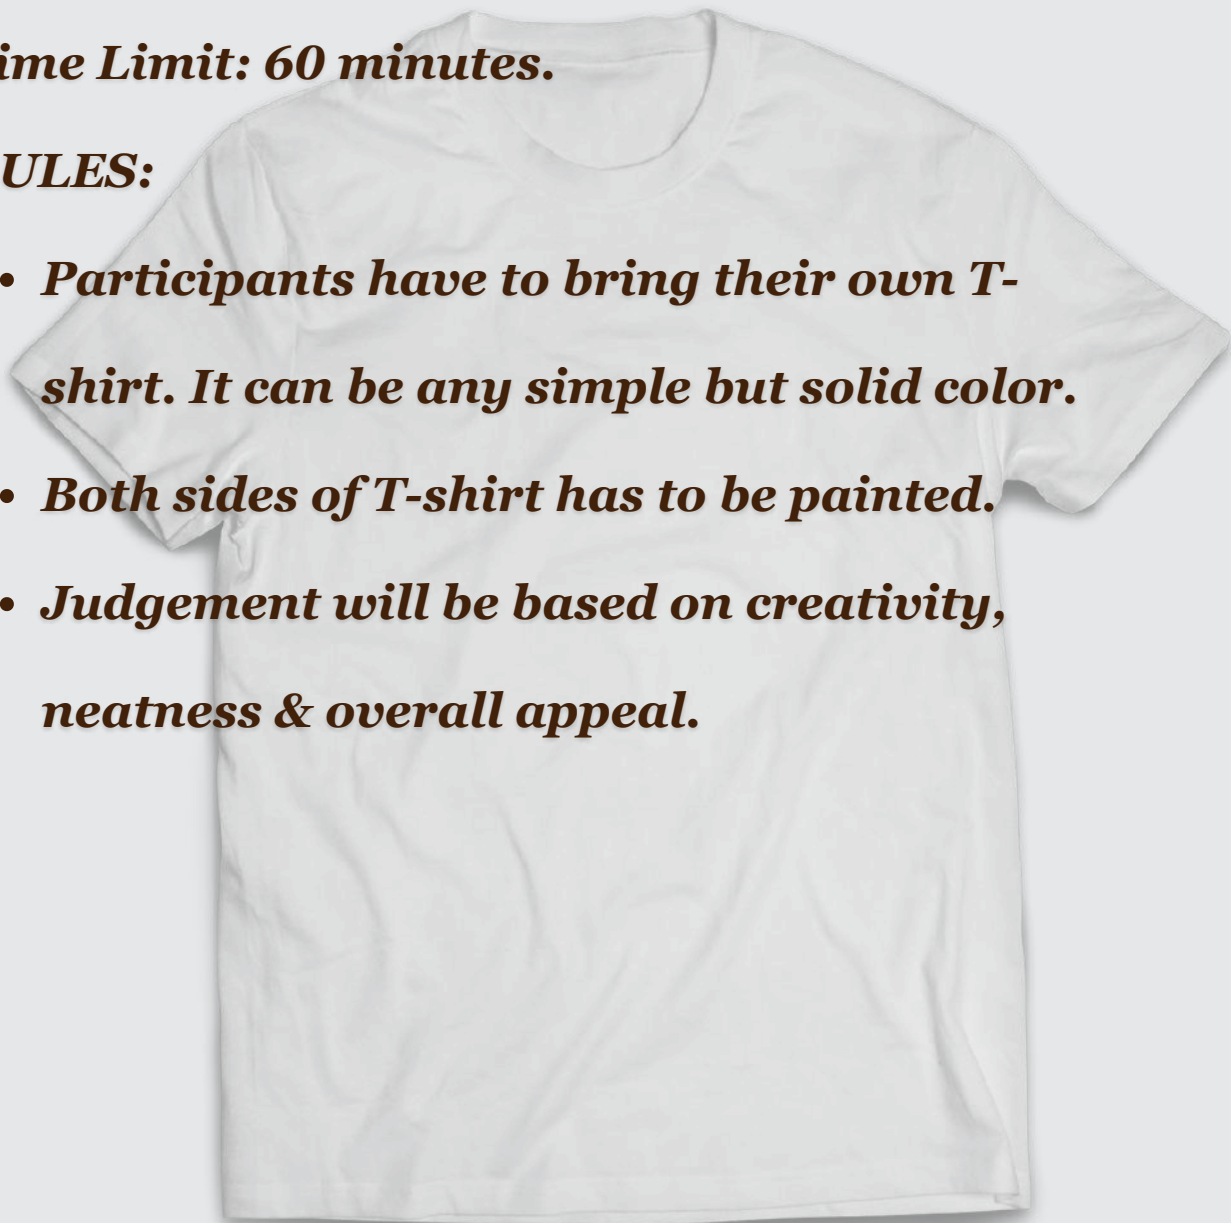 ime Limit: 60 minutes.
ULES:
• Participants have to bring their own T-
shirt. It can be any simple but solid color.
• Both sides of T-shirt has to be painted.
• Judgement will be based on creativity,
neatness & overall appeal.